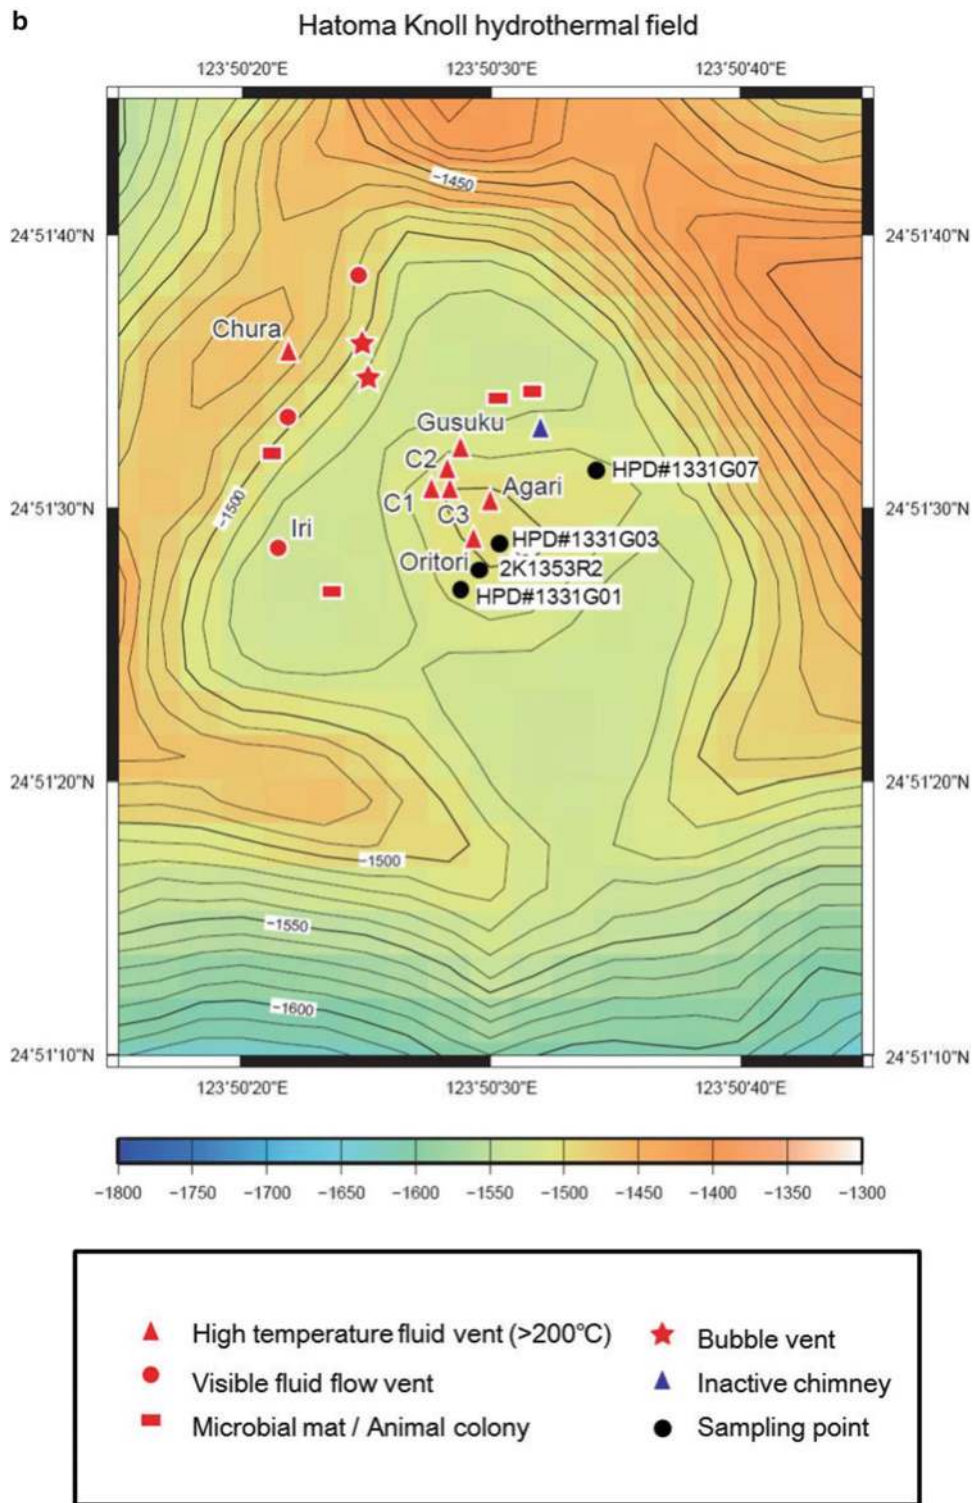 b
Hatoma Knoll hydrothermal field
123°50'20"E 123°50'30"E 123°50'40"E
−1450
24°51'40"N 24°51'40"N
Chura
Gusuku
C2
HPD#1331G07
Agari
C1
−1500
24°51'30"N 24°51'30"N
C3
Iri
HPD#1331G03
Oritori
2K1353R2
HPD#1331G01
24°51'20"N 24°51'20"N
−1500
−1550
−1600
24°51'10"N 24°51'10"N
123°50'20"E 123°50'30"E 123°50'40"E
−1800 −1750 −1700 −1650 −1600 −1550 −1500 −1450 −1400 −1350 −1300
High temperature fluid vent (>200°C) Bubble vent
Visible fluid flow vent Inactive chimney
Microbial mat / Animal colony Sampling point